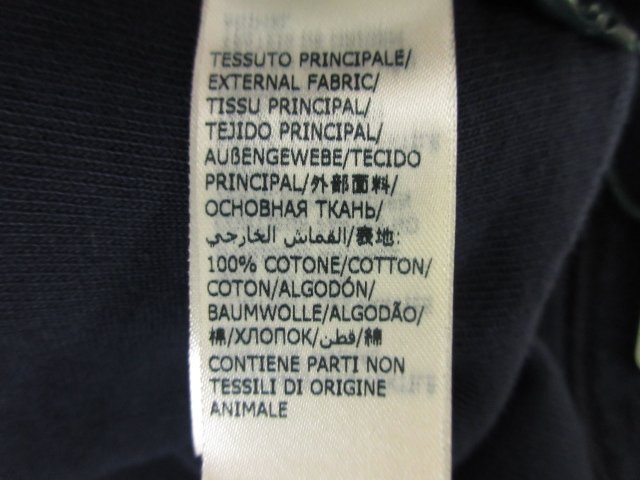 TESSUTO PRINCIPALE/
EXTERNAL FABRIC/
TISSU PRINCIPAL/
TEJIDO PRINCIPAL/
AUßENGEWEBE/TECIDO
PRINCIPAL/外部面料/
ОСНОВНАЯ ТКАНЬ/
القماش الخارجي/表地:
100% COTONE/COTTON/
COTON/ALGODÓN/
BAUMWOLLE/ALGODÃO/
棉/ХЛОПОК/قطن/綿
CONTIENE PARTI NON
TESSILI DI ORIGINE
ANIMALE